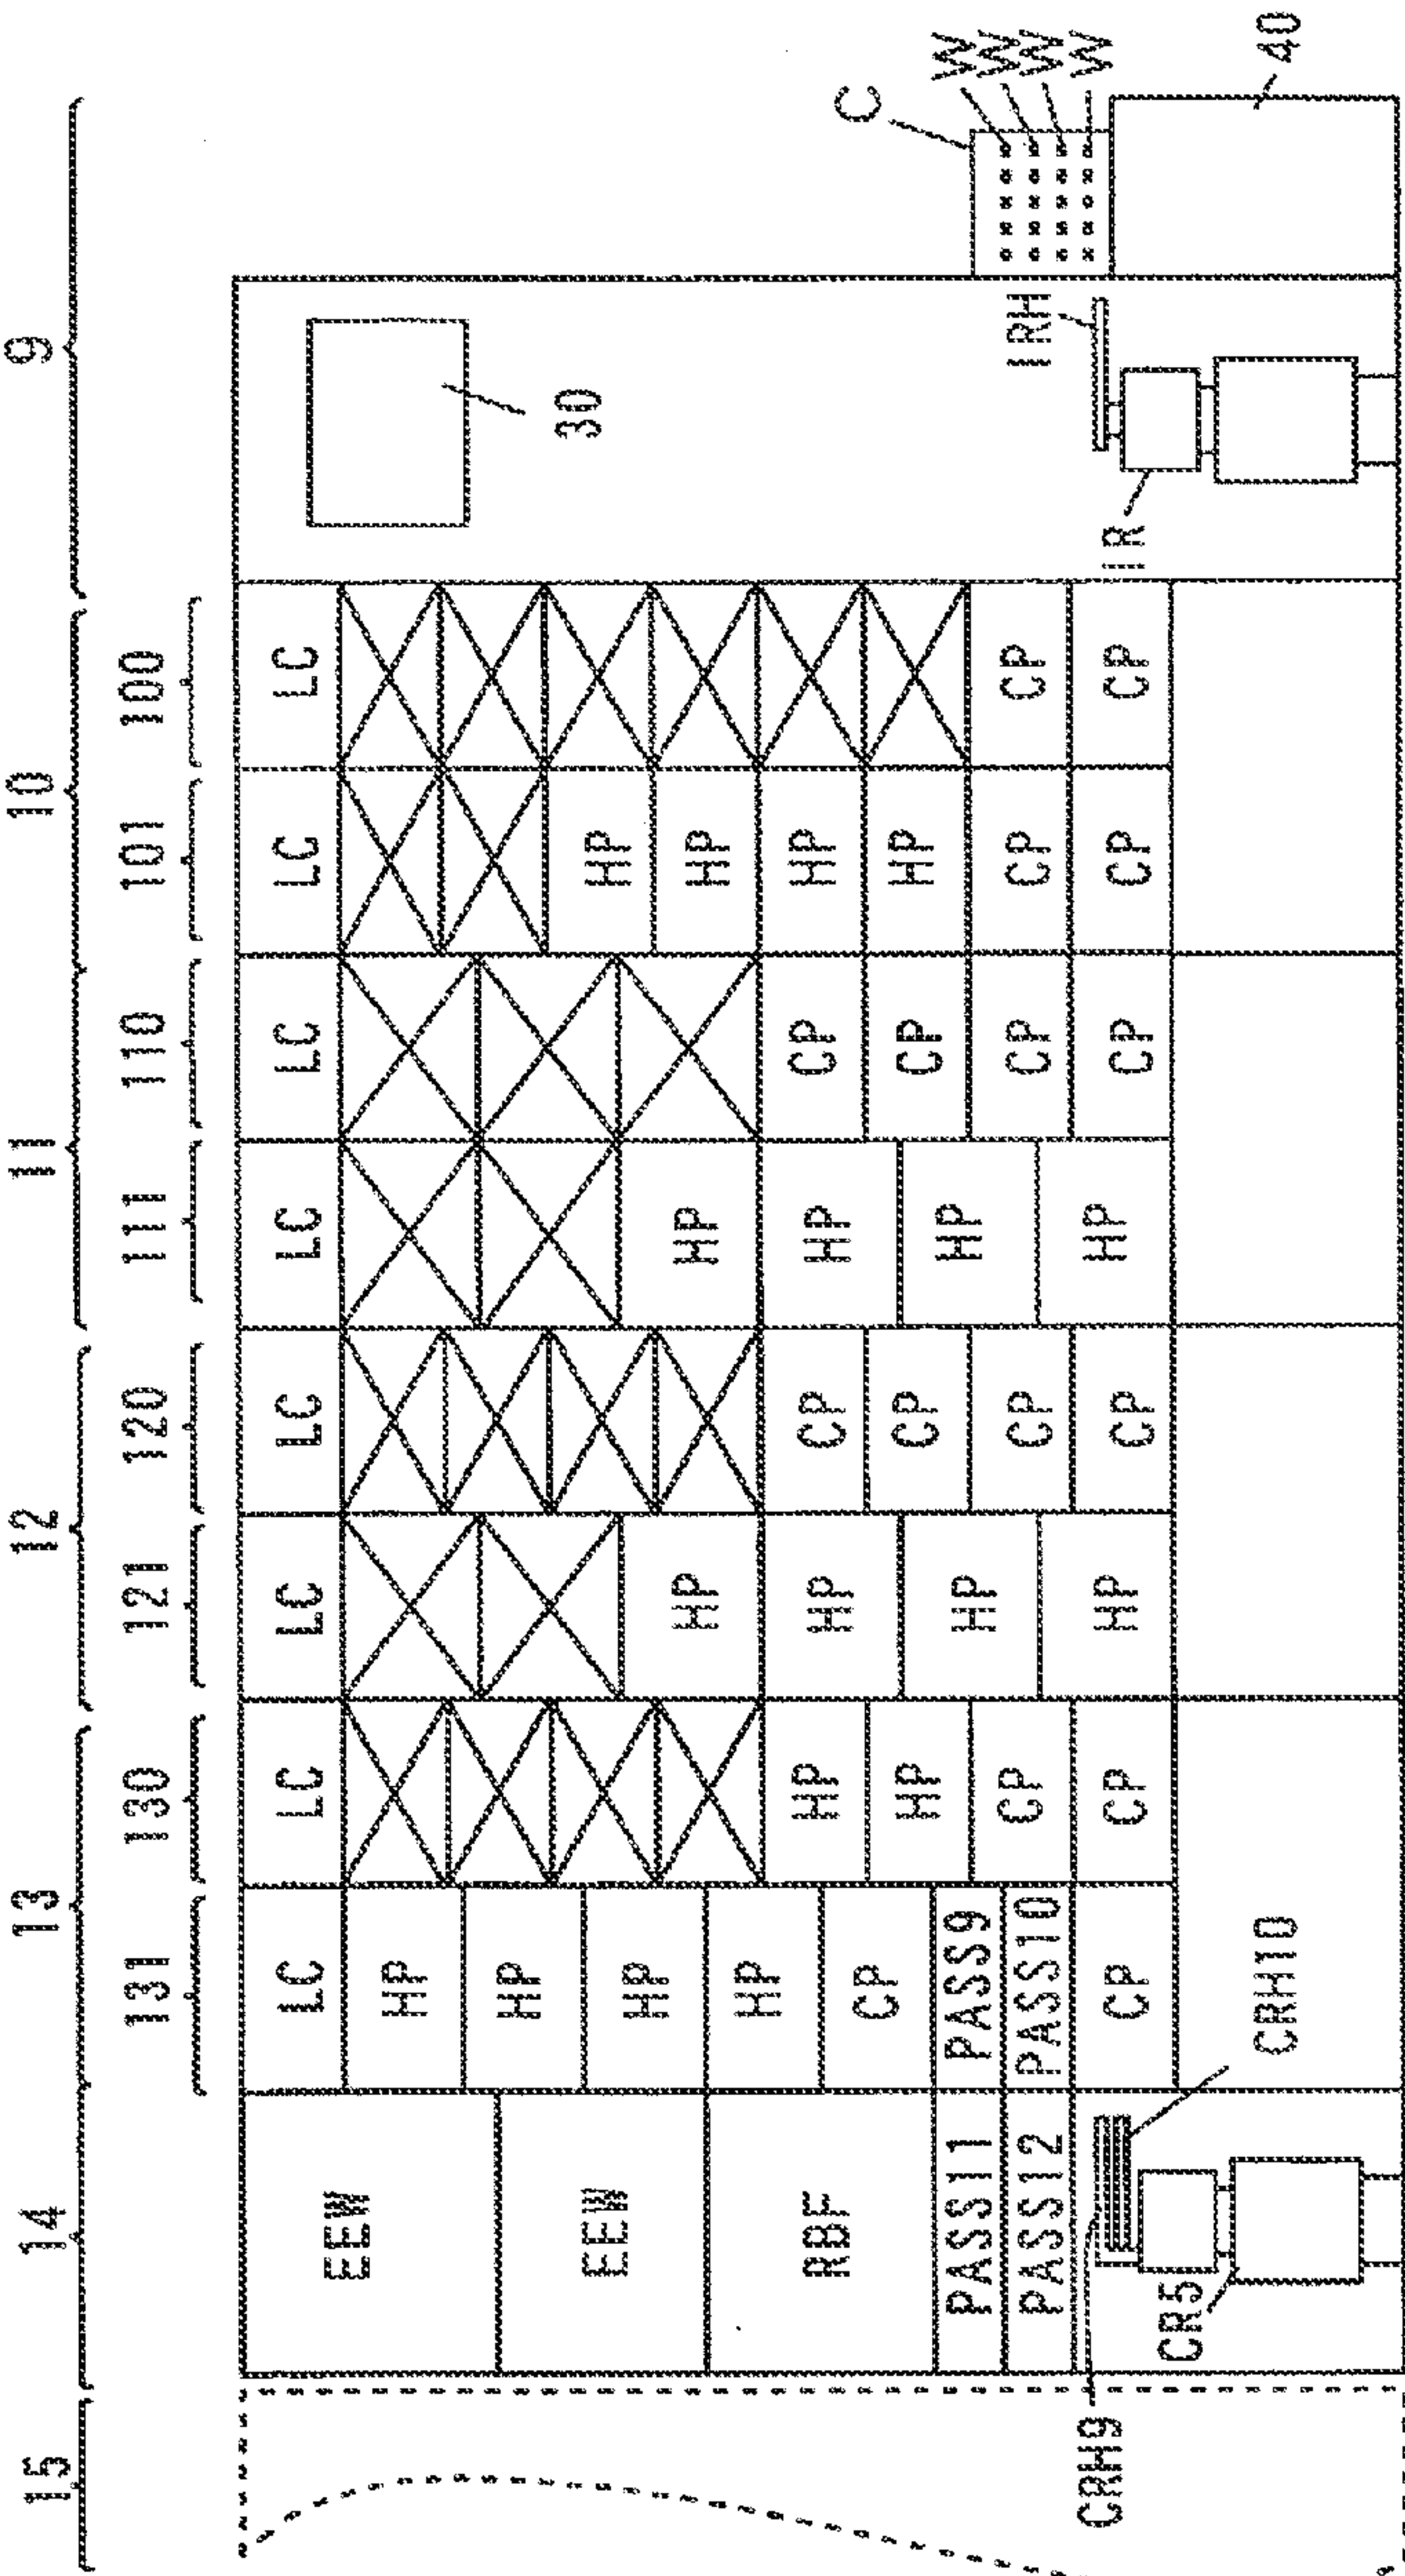 15 14 13 12 11 10 9
131 130 121 120 111 110 101 100
LC LC LC LC LC LC LC LC
EEW
HP
HP
30
EEW HP
HP
HP HP HP
HP
RBF HP HP CP HP CP HP
C
CP
HP CP CP HP
PASS11 PASS9 HP HP
W
W
W
W
PASS12 PASS10 CP CP CP CP CP IRH
CP CP HP CP HP CP CP CP IR
CRH9
CR5
CRH10
40